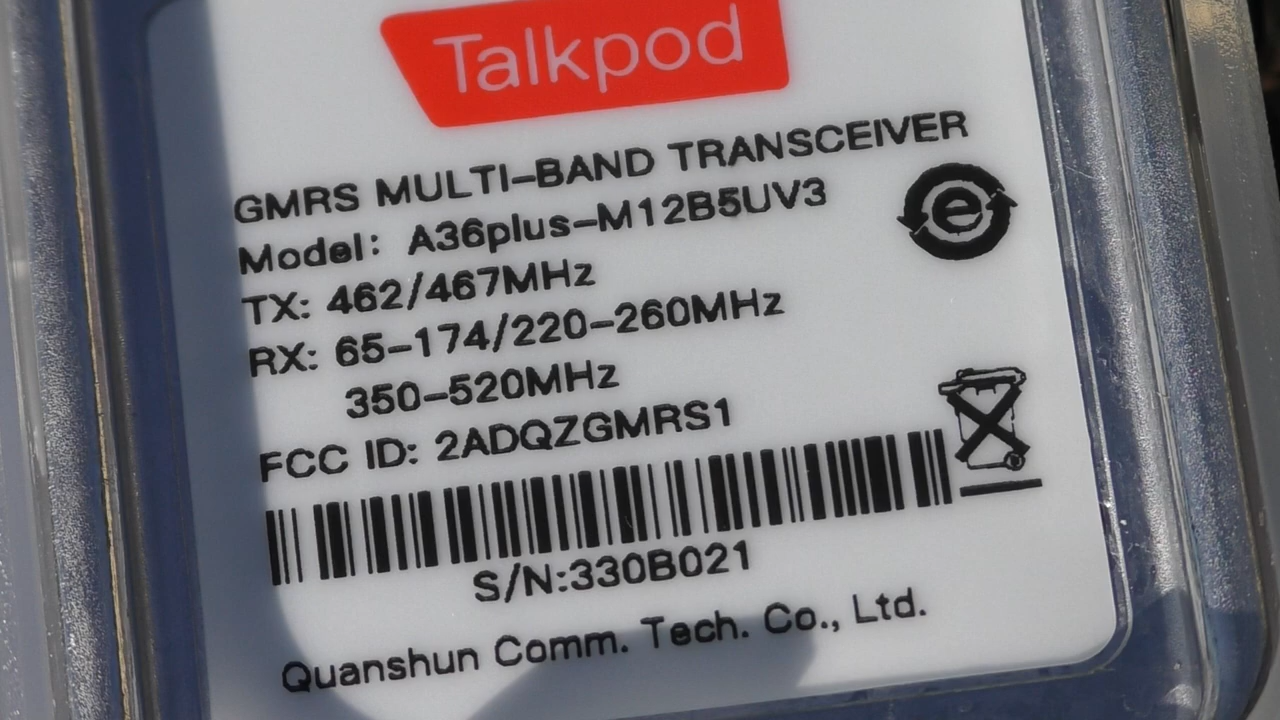 Talkpod
GMRS MULTI-BAND TRANSCEIVER
Model: A36plus-M12B5UV3
TX: 462/467MHz
RX: 65-174/220-260MHz
350-520MHz
FCC ID: 2ADQZGMRS1
S/N:330B021
Quanshun Comm. Tech. Co., Ltd.
e